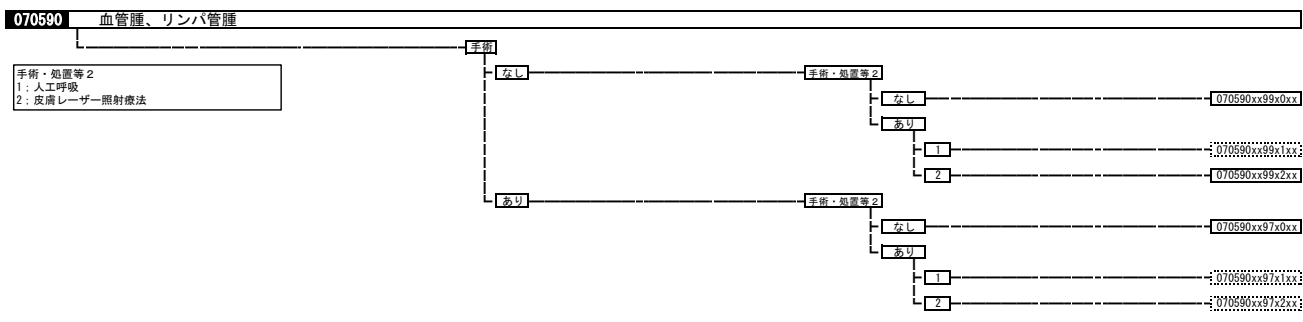 070590 血管腫、リンパ管腫
手術
手術・処置等2
1：人工呼吸
2：皮膚レーザー照射療法
なし 手術・処置等2
なし 070590xx99x0xx
あり
1 070590xx99x1xx
2 070590xx99x2xx
あり 手術・処置等2
なし 070590xx97x0xx
あり
1 070590xx97x1xx
2 070590xx97x2xx